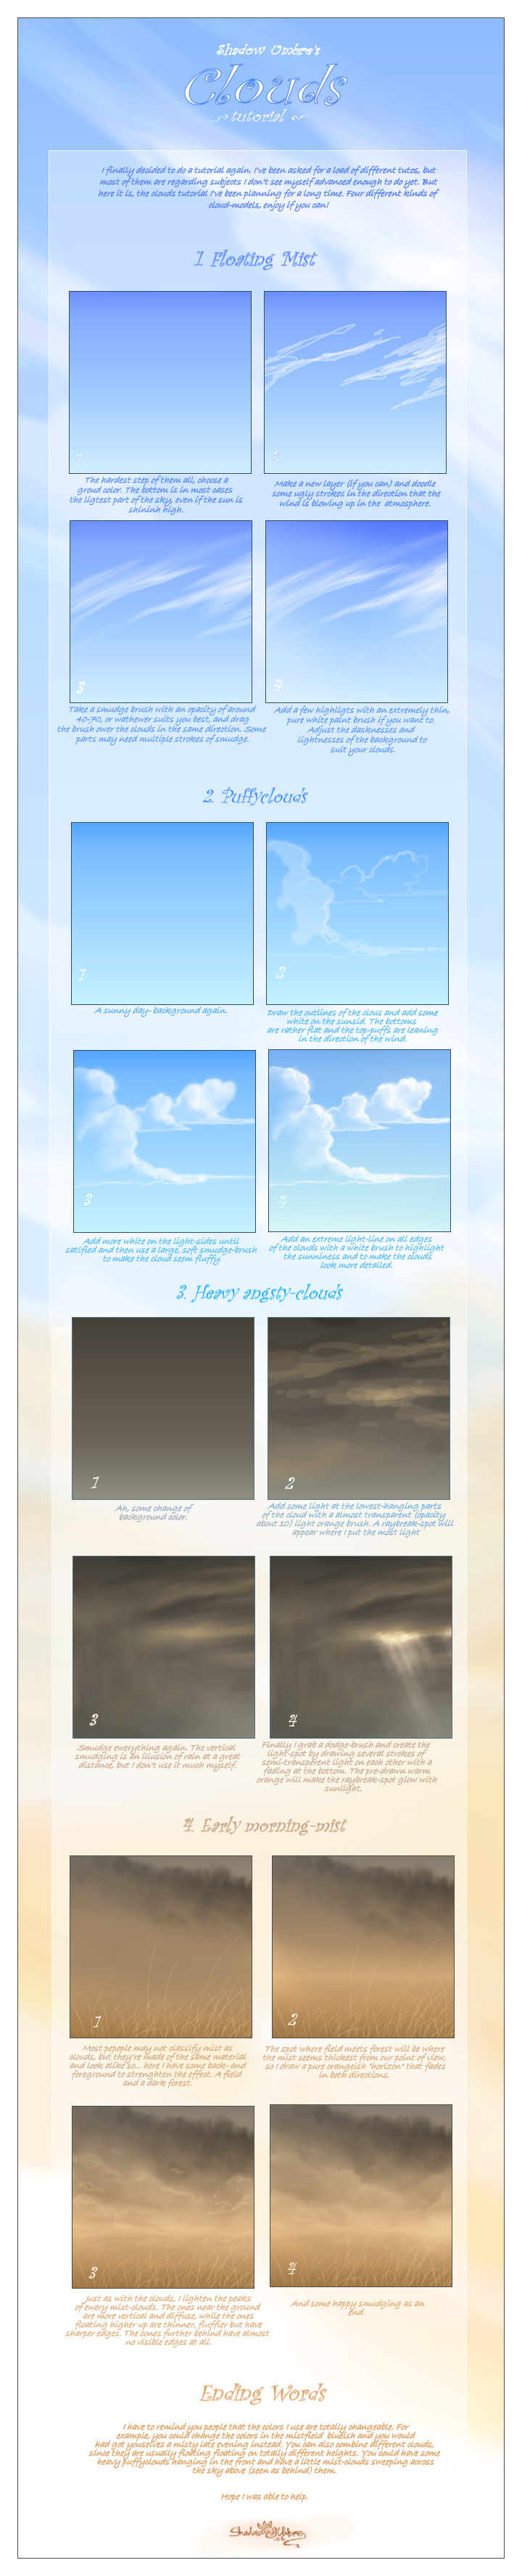 Shadow Umbre's
Clouds
tutorial
I finally decided to do a tutorial again. I've been asked for a load of different tutos, but
most of them are regarding subjects I don't see myself advanced enough to do yet. But
here it is, the clouds tutorial I've been planning for a long time. Four different kinds of
cloud-models, enjoy if you can!
1 Floating Mist
1
2
The hardest step of them all, choose a
groud color. The bottom is in most cases
the ligtest part of the sky, even if the sun is
shininh high.
Make a new layer (if you can) and doodle
some ugly strokes in the direction that the
wind is blowing up in the atmosphere.
3
4
Take a smudge brush with an opacity of around
40-70, or wathewer suits you best, and drag
the brush ower the clouds in the same direction. Some
parts may need multiple strokes of smudge.
Add a few highligts with an extremely thin,
pure white paint brush if you want to.
Adjust the dasknesses and
lightnesses of the background to
suit your clouds.
2. Puffyclouds
1
2
A sunny day- background again.
Draw the outlines of the clous and add some
white on the sunsid. The bottoms
are rather flat and the top-puffs are leaning
in the direction of the wind.
3
4
Add more white on the light-sides until
satified and then use a large, soft smudge-brush
to make the cloud seem fluffy.
Add an extreme light-line on all edges
of the clouds with a white brush to highlight
the sunniness and to make the clouds
look more detailed.
3. Heavy angsty-clouds
1
2
Ah, some change of
background color.
Add some light at the lowest-hanging parts
of the cloud with a almost transparent (opacity
about 20) light orange brush. A raybreak-spot will
appear where I put the most light
3
4
Smudge ewerything again. The vertical
smudging is an illusion of rain at a great
distance, but I don't use it much myself.
Finally I grab a dodge-brush and create the
light-spot by drawing several strokes of
semi-transperent light on each other with a
fading at the bottom. The pre-drawn warm
orange will make the raybreak-spot glow with
sunlight.
4. Early morning-mist
1
2
Most pepople may not classify mist as
clouds, but they're made of the same material
and look alike so... here I have some back- and
foreground to strenghten the effect. A field
and a dark forest.
The spot where field meets forest will be where
the mist seems thickest from our point of view,
so I draw a pure orangeish "horizon" that fades
in both directions.
3
4
Just as with the clouds, I lighten the peaks
of ewery mist-clouds. The ones near the ground
are more vertical and diffuse, while the ones
floating higher up are thinner, fluffier but have
sharper edges. The cones further behind have almost
no visible edges at all.
And some happy smudging as an
end.
Ending Words
I have to remind you people that the colors I use are totally changeable. For
example, you could change the colors in the mistfield blueish and you would
had got yourselves a misty late evening instead. You can also combine different clouds,
since they are usually floating floating on totally different heights. You could have some
heavy puffyclouds hanging in the front and have a little mist-clouds sweeping across
the sky above (seen as behind) them.
Hope I was able to help.
Shadow Umbre